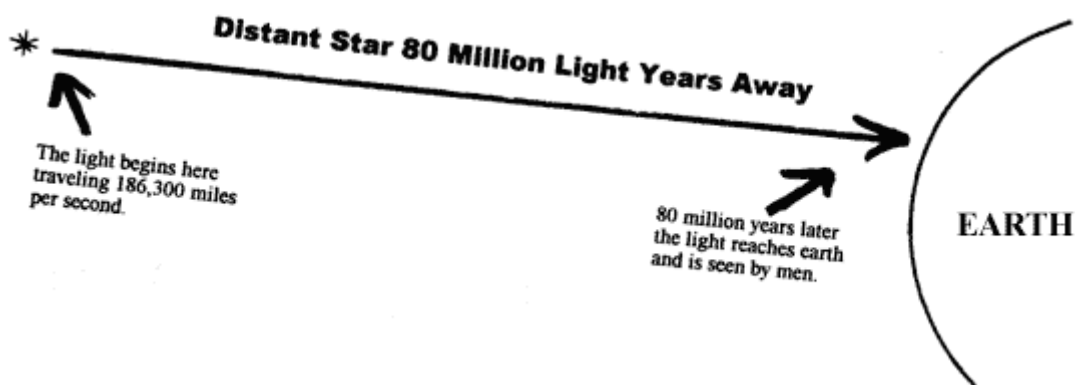 Distant Star 80 Million Light Years Away
The light begins here
traveling 186,300 miles
per second.
80 million years later
the light reaches earth
and is seen by men.
EARTH